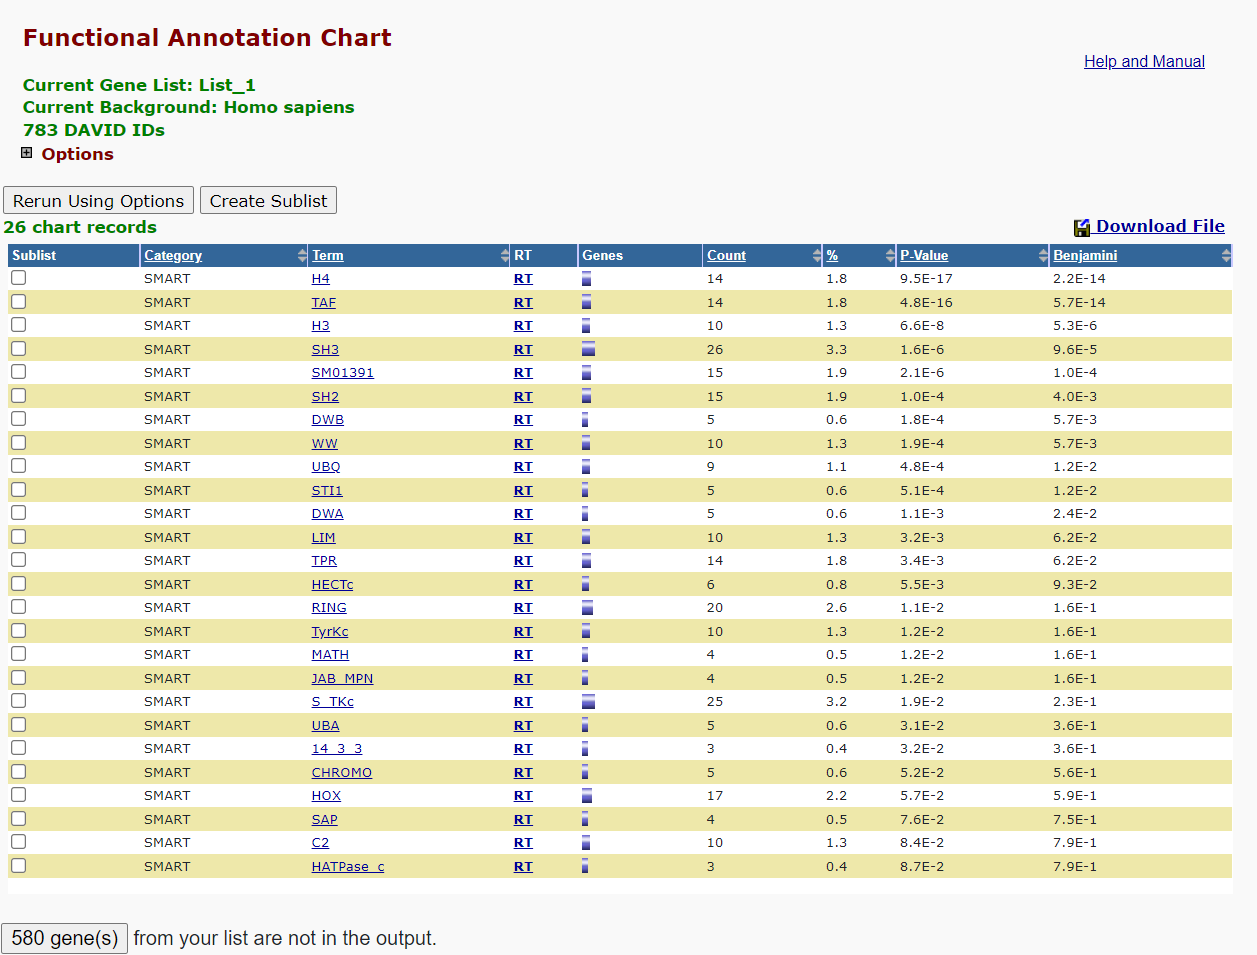 Functional Annotation Chart
Help and Manual
Current Gene List: List_1
Current Background: Homo sapiens
783 DAVID IDs
Options
Rerun Using Options Create Sublist
26 chart records Download File
Sublist Category Term RT Genes Count % P-Value Benjamini
SMART H4 RT 14 1.8 9.5E-17 2.2E-14
SMART TAF RT 14 1.8 4.8E-16 5.7E-14
SMART H3 RT 10 1.3 6.6E-8 5.3E-6
SMART SH3 RT 26 3.3 1.6E-6 9.6E-5
SMART SM01391 RT 15 1.9 2.1E-6 1.0E-4
SMART SH2 RT 15 1.9 1.0E-4 4.0E-3
SMART DWB RT 5 0.6 1.8E-4 5.7E-3
SMART WW RT 10 1.3 1.9E-4 5.7E-3
SMART UBQ RT 9 1.1 4.8E-4 1.2E-2
SMART STI1 RT 5 0.6 5.1E-4 1.2E-2
SMART DWA RT 5 0.6 1.1E-3 2.4E-2
SMART LIM RT 10 1.3 3.2E-3 6.2E-2
SMART TPR RT 14 1.8 3.4E-3 6.2E-2
SMART HECTc RT 6 0.8 5.5E-3 9.3E-2
SMART RING RT 20 2.6 1.1E-2 1.6E-1
SMART TyrKc RT 10 1.3 1.2E-2 1.6E-1
SMART MATH RT 4 0.5 1.2E-2 1.6E-1
SMART JAB_MPN RT 4 0.5 1.2E-2 1.6E-1
SMART S_TKc RT 25 3.2 1.9E-2 2.3E-1
SMART UBA RT 5 0.6 3.1E-2 3.6E-1
SMART 14_3_3 RT 3 0.4 3.2E-2 3.6E-1
SMART CHROMO RT 5 0.6 5.2E-2 5.6E-1
SMART HOX RT 17 2.2 5.7E-2 5.9E-1
SMART SAP RT 4 0.5 7.6E-2 7.5E-1
SMART C2 RT 10 1.3 8.4E-2 7.9E-1
SMART HATPase_c RT 3 0.4 8.7E-2 7.9E-1
580 gene(s) from your list are not in the output.